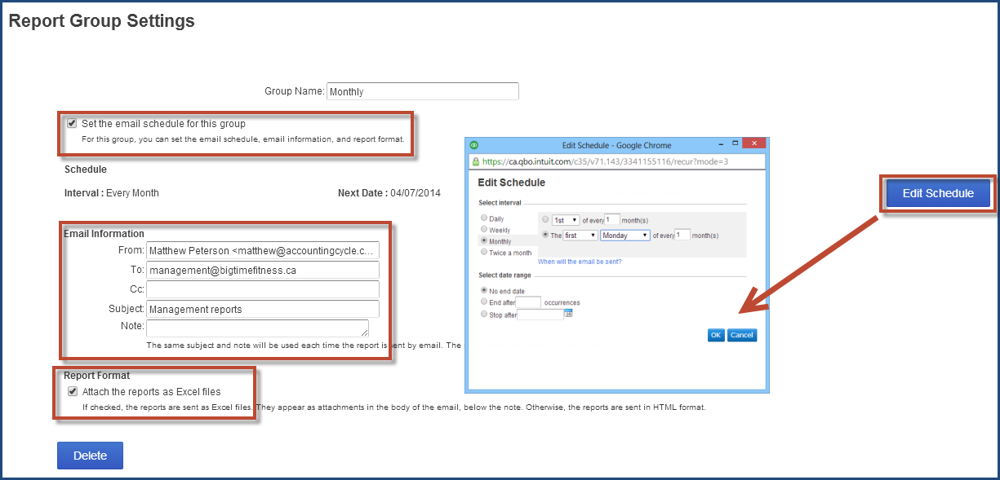 Report Group Settings
Group Name: Monthly
Set the email schedule for this group
For this group, you can set the email schedule, email information, and report format.
Schedule
Interval : Every Month
Next Date : 04/07/2014
Email Information
From: Matthew Peterson <matthew@accountingcycle.c...
To: management@bigtimefitness.ca
Cc:
Subject: Management reports
Note:
The same subject and note will be used each time the report is sent by email. The
Report Format
Attach the reports as Excel files
If checked, the reports are sent as Excel files. They appear as attachments in the body of the email, below the note. Otherwise, the reports are sent in HTML format.
Delete
Edit Schedule - Google Chrome
https://ca.qbo.intuit.com/c35/v71.143/3341155116/recur?mode=3
Edit Schedule
Select interval
Daily
Weekly
Monthly
Twice a month
1st of every 1 month(s)
The first Monday of every 1 month(s)
When will the email be sent?
Select date range
No end date
End after occurrences
Stop after
OK Cancel
Edit Schedule